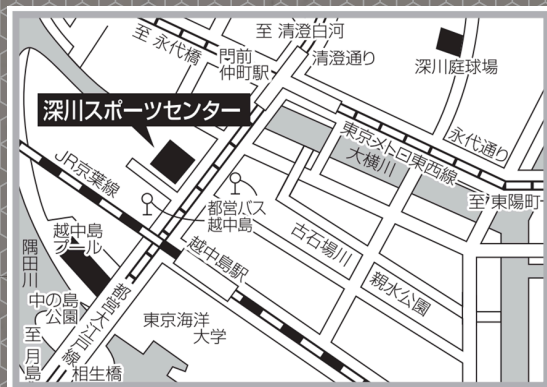 至 清澄白河
至 永代橋
門前
仲町駅
清澄通り
深川庭球場
深川スポーツセンター
永代通り
東京メトロ東西線
大横川
JR京葉線
至 東陽町
都営バス
越中島
古石場川
親水公園
越中島
プール
越中島駅
隅田川
中の島
公園
都営大江戸線
東京海洋
大学
至 月島
相生橋